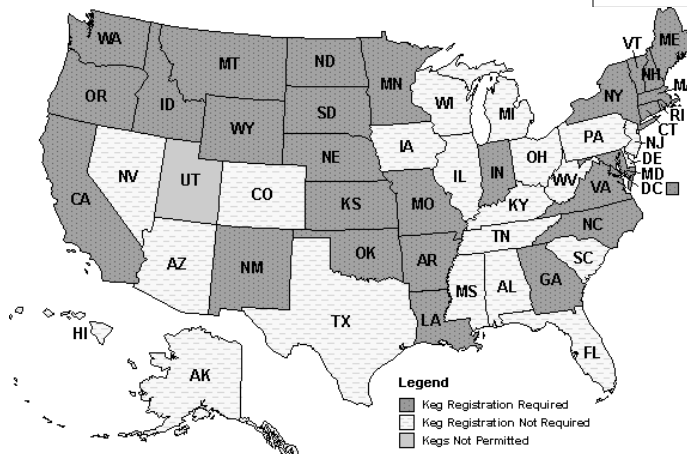 WA
MT
ND
MN
VT
ME
NH
MA
OR
ID
WY
SD
WI
MI
NY
RI
CT
NE
IA
PA
NJ
NV
UT
CO
IL
IN
OH
WV
DE
MD
DC
VA
CA
KS
MO
KY
NC
AZ
NM
OK
AR
TN
SC
MS
AL
GA
TX
LA
FL
HI
AK
Legend
Keg Registration Required
Keg Registration Not Required
Kegs Not Permitted